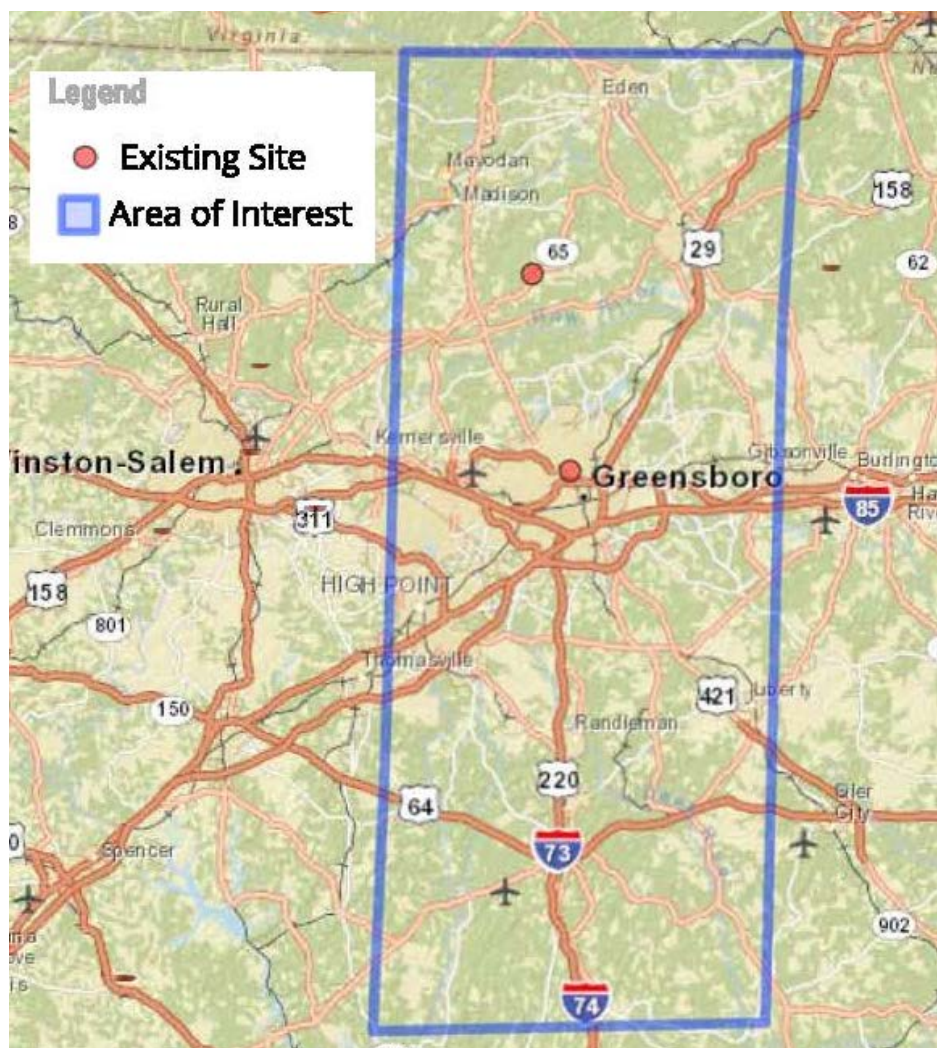 Virginia
Legend
Existing Site
Area of Interest
Eden
Mayodan
Madison
158
65
29
62
Rural
Hall
Kernersville
Gibsonville
Burlington
Winston-Salem
Greensboro
85
311
Clemmons
158
HIGH POINT
801
Thomasville
421
Liberty
150
Randleman
220
64
Siler
City
73
Spencer
902
74